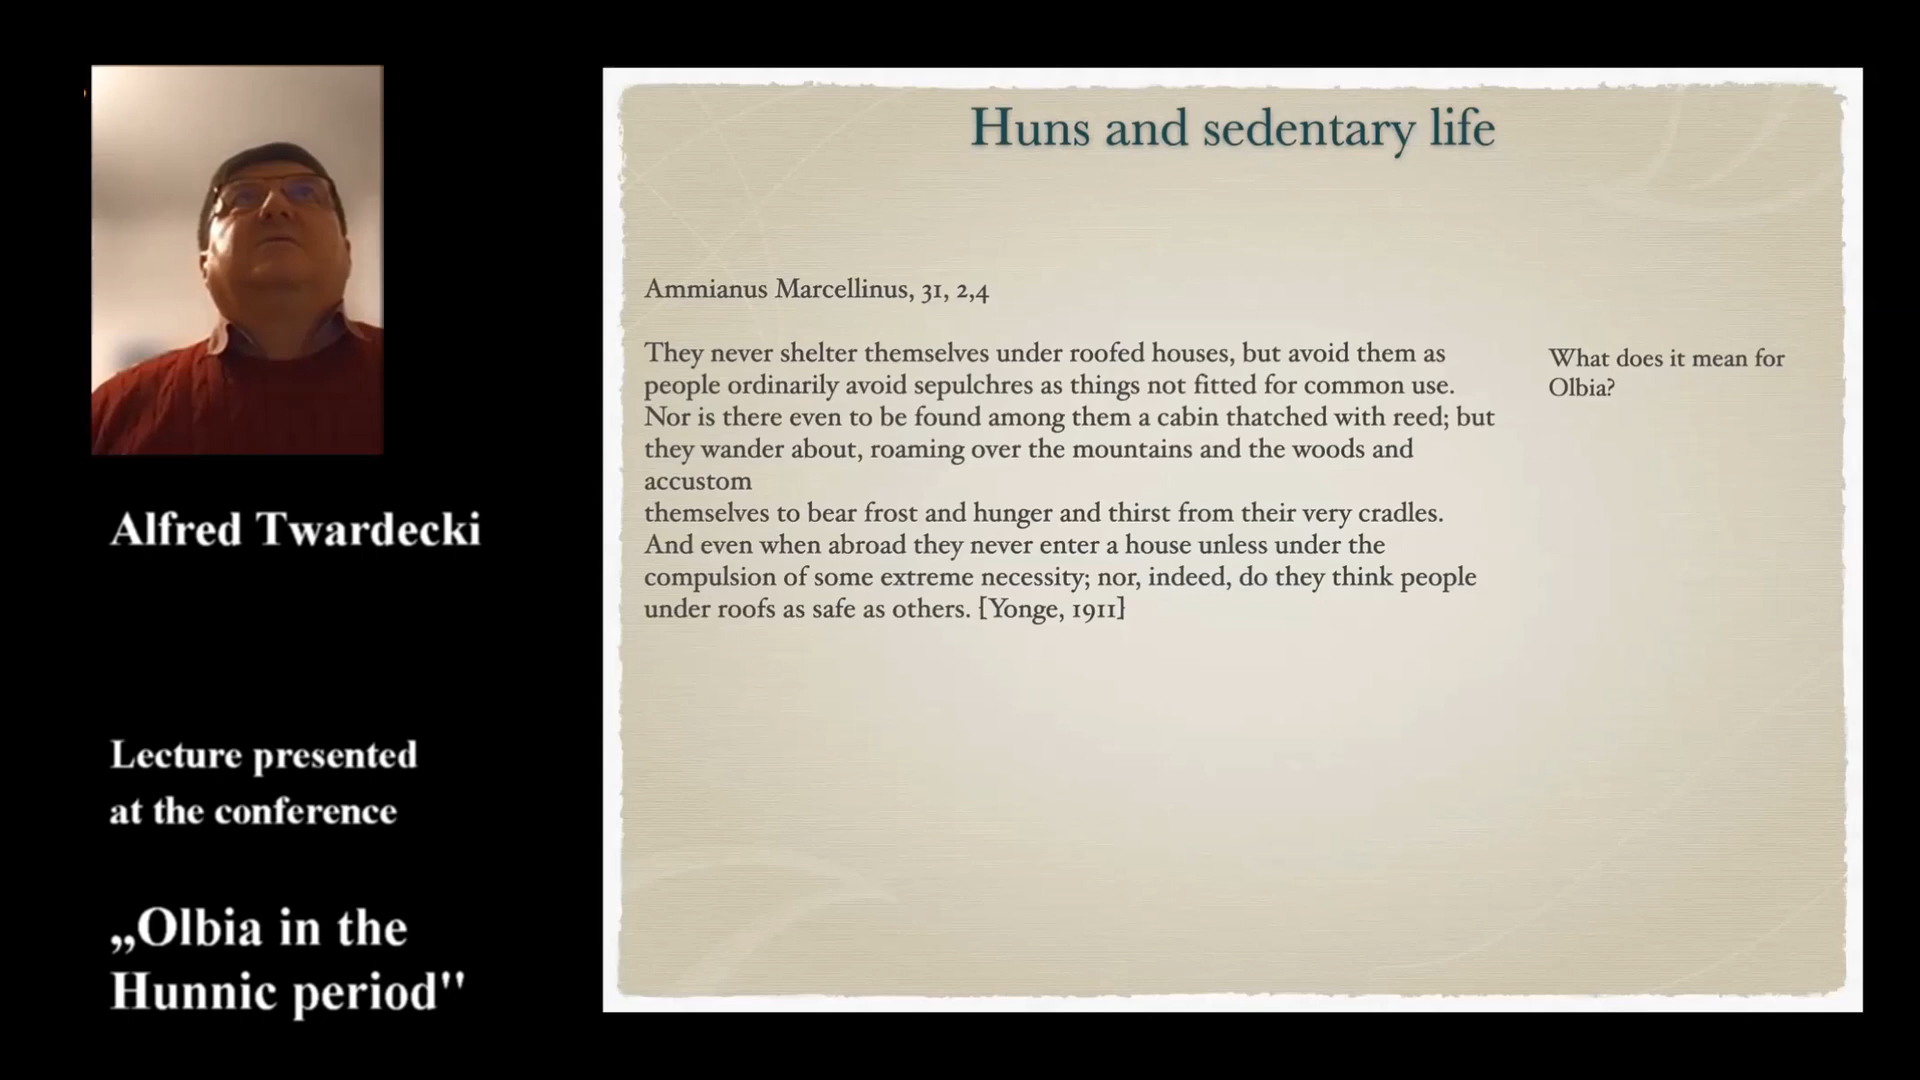 Huns and sedentary life
Ammianus Marcellinus, 31, 2,4
They never shelter themselves under roofed houses, but avoid them as
people ordinarily avoid sepulchres as things not fitted for common use.
Nor is there even to be found among them a cabin thatched with reed; but
they wander about, roaming over the mountains and the woods and
accustom
themselves to bear frost and hunger and thirst from their very cradles.
And even when abroad they never enter a house unless under the
compulsion of some extreme necessity; nor, indeed, do they think people
under roofs as safe as others. [Yonge, 1911]
What does it mean for
Olbia?
Alfred Twardecki
Lecture presented
at the conference
„Olbia in the
Hunnic period"